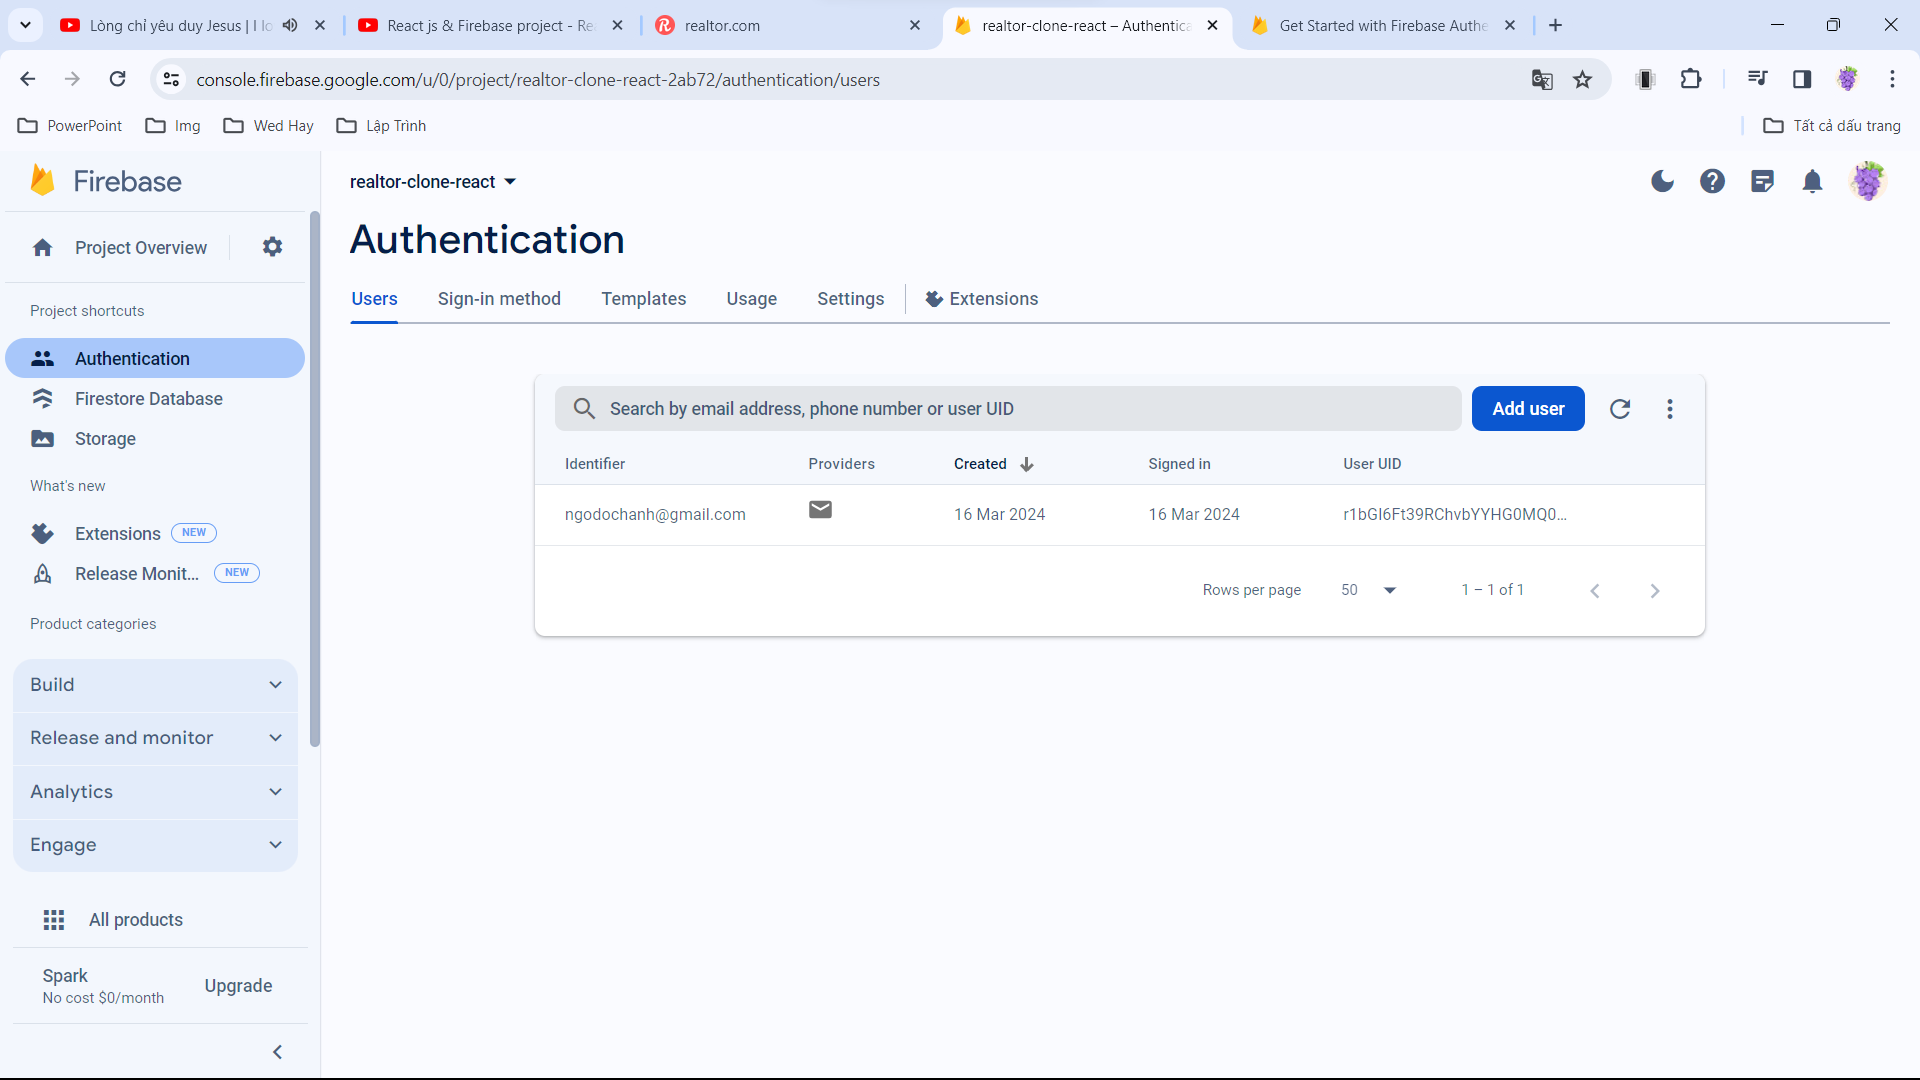 Lòng chỉ yêu duy Jesus | I lo
React js & Firebase project - Re
realtor.com
realtor-clone-react – Authentica
Get Started with Firebase Authe
console.firebase.google.com/u/0/project/realtor-clone-react-2ab72/authentication/users
PowerPoint
Img
Wed Hay
Lập Trình
Tất cả dấu trang
Firebase
realtor-clone-react
Project Overview
Authentication
Users
Sign-in method
Templates
Usage
Settings
Extensions
Project shortcuts
Authentication
Firestore Database
Storage
What's new
Extensions NEW
Release Monit... NEW
Product categories
Build
Release and monitor
Analytics
Engage
All products
Spark
No cost $0/month
Upgrade
Search by email address, phone number or user UID
Add user
Identifier
Providers
Created
Signed in
User UID
ngodochanh@gmail.com
16 Mar 2024
16 Mar 2024
r1bGI6Ft39RChvbYYHG0MQ0...
Rows per page
50
1 – 1 of 1